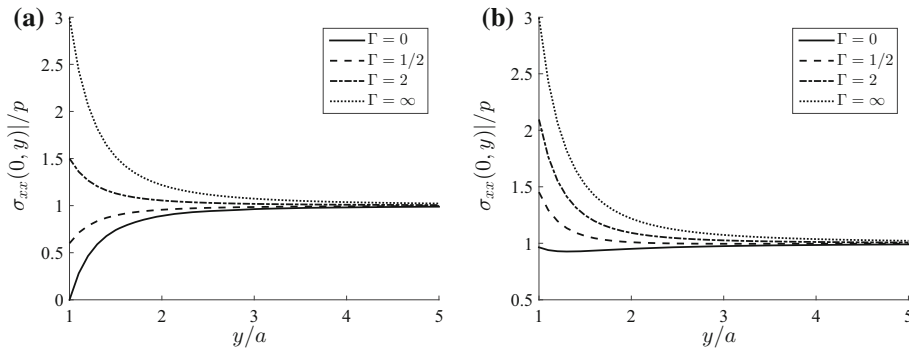 (a)
3
2.5
2
1.5
1
0.5
0
1
2
3
4
5
σxx(0, y)|/p
y/a
Γ = 0
Γ = 1/2
Γ = 2
Γ = ∞
(b)
3
2.5
2
1.5
1
0.5
1
2
3
4
5
σxx(0, y)|/p
y/a
Γ = 0
Γ = 1/2
Γ = 2
Γ = ∞